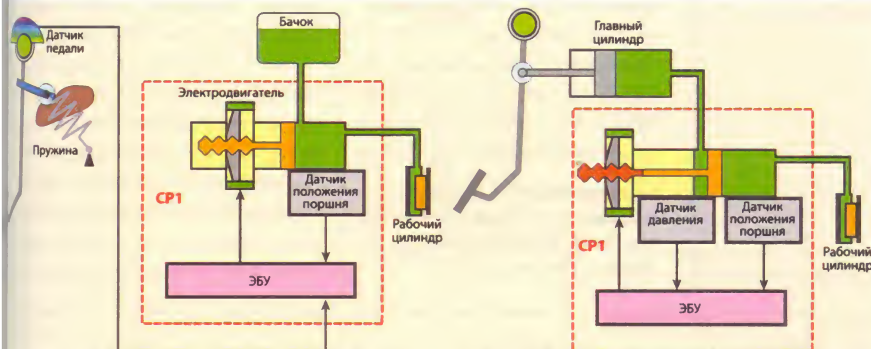 Датчик
педали
Пружина
Бачок
Электродвигатель
СР1
Датчик
положения
поршня
Рабочий
цилиндр
ЭБУ
Главный
цилиндр
СР1
Датчик
давления
Датчик
положения
поршня
Рабочий
цилиндр
ЭБУ